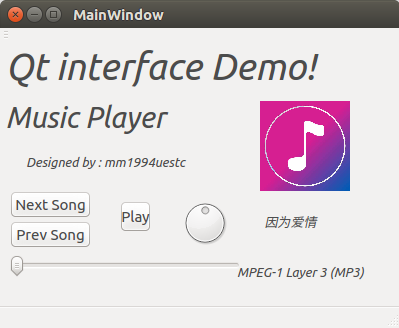 MainWindow
Qt interface Demo!
Music Player
Designed by : mm1994uestc
Next Song
Play
Prev Song
因为爱情
MPEG-1 Layer 3 (MP3)